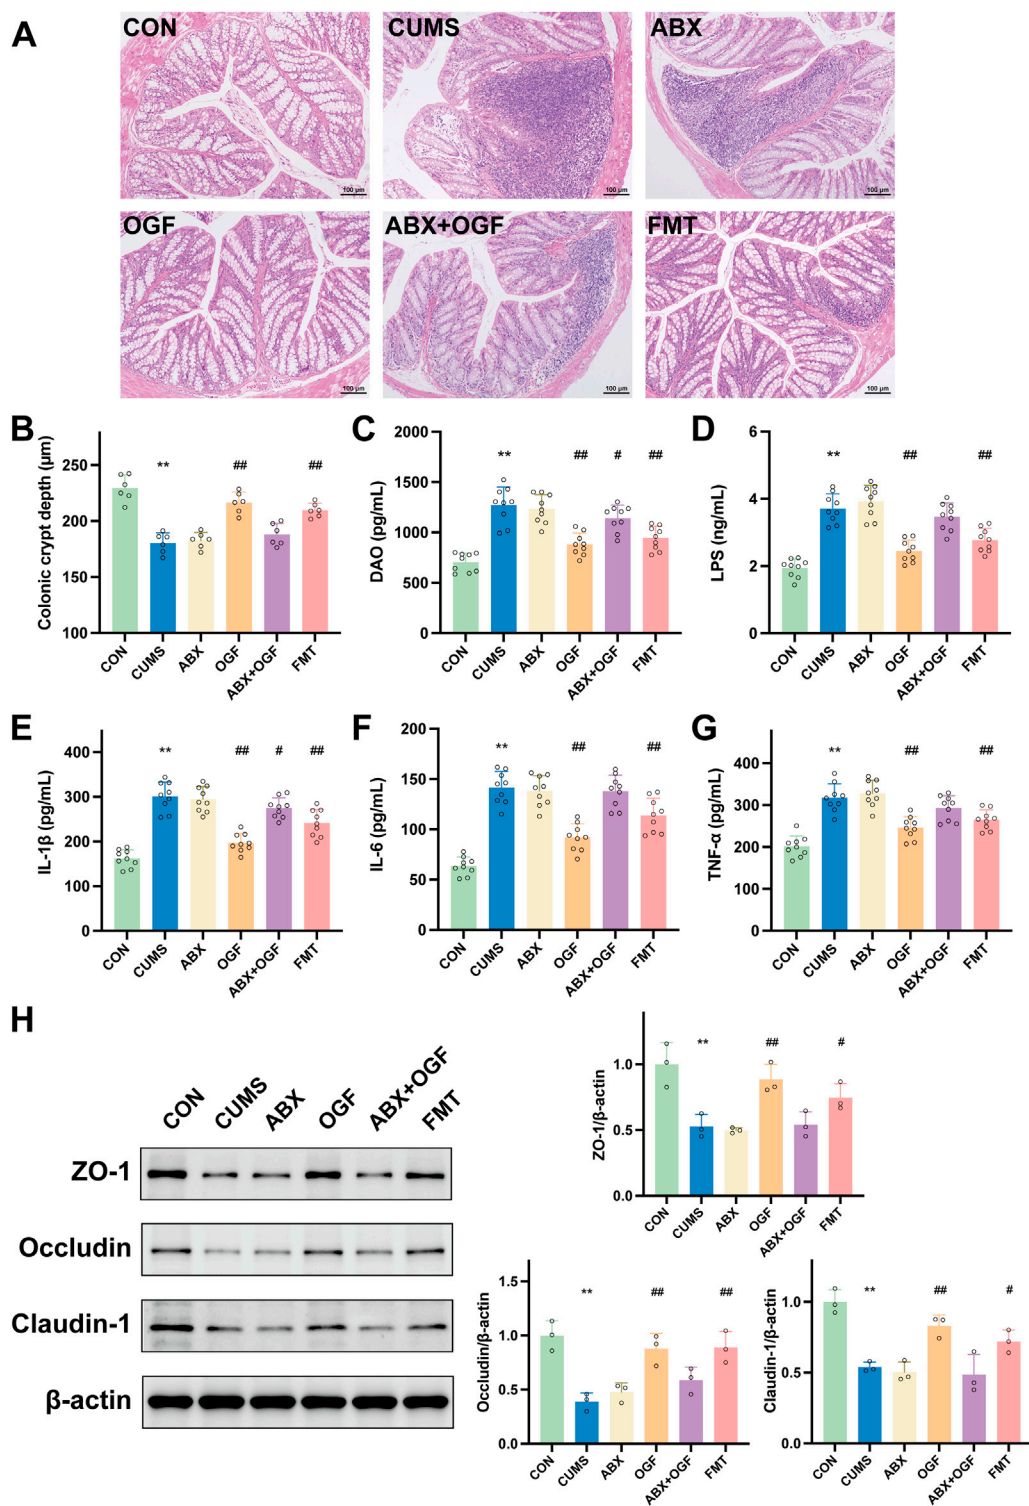 A
CON
CUMS
ABX
100 µm
100 µm
100 µm
OGF
ABX+OGF
FMT
100 µm
100 µm
100 µm
B
Colonic crypt depth (µm)
250
200
150
100
**
##
##
CON
CUMS
ABX
OGF
ABX+OGF
FMT
C
DAO (pg/mL)
2000
1500
1000
500
0
**
##
#
##
CON
CUMS
ABX
OGF
ABX+OGF
FMT
D
LPS (ng/mL)
6
4
2
0
**
##
##
CON
CUMS
ABX
OGF
ABX+OGF
FMT
E
IL-1β (pg/mL)
400
300
200
100
0
**
##
#
##
CON
CUMS
ABX
OGF
ABX+OGF
FMT
F
IL-6 (pg/mL)
200
150
100
50
0
**
##
##
CON
CUMS
ABX
OGF
ABX+OGF
FMT
G
TNF-α (pg/mL)
400
300
200
100
0
**
##
##
CON
CUMS
ABX
OGF
ABX+OGF
FMT
H
CON
CUMS
ABX
OGF
ABX+OGF
FMT
ZO-1
Occludin
Claudin-1
β-actin
ZO-1/β-actin
1.0
0.5
0.0
**
##
#
CON
CUMS
ABX
OGF
ABX+OGF
FMT
Occludin/β-actin
1.5
1.0
0.5
0.0
**
##
##
CON
CUMS
ABX
OGF
ABX+OGF
FMT
Claudin-1/β-actin
1.0
0.5
0.0
**
##
#
CON
CUMS
ABX
OGF
ABX+OGF
FMT